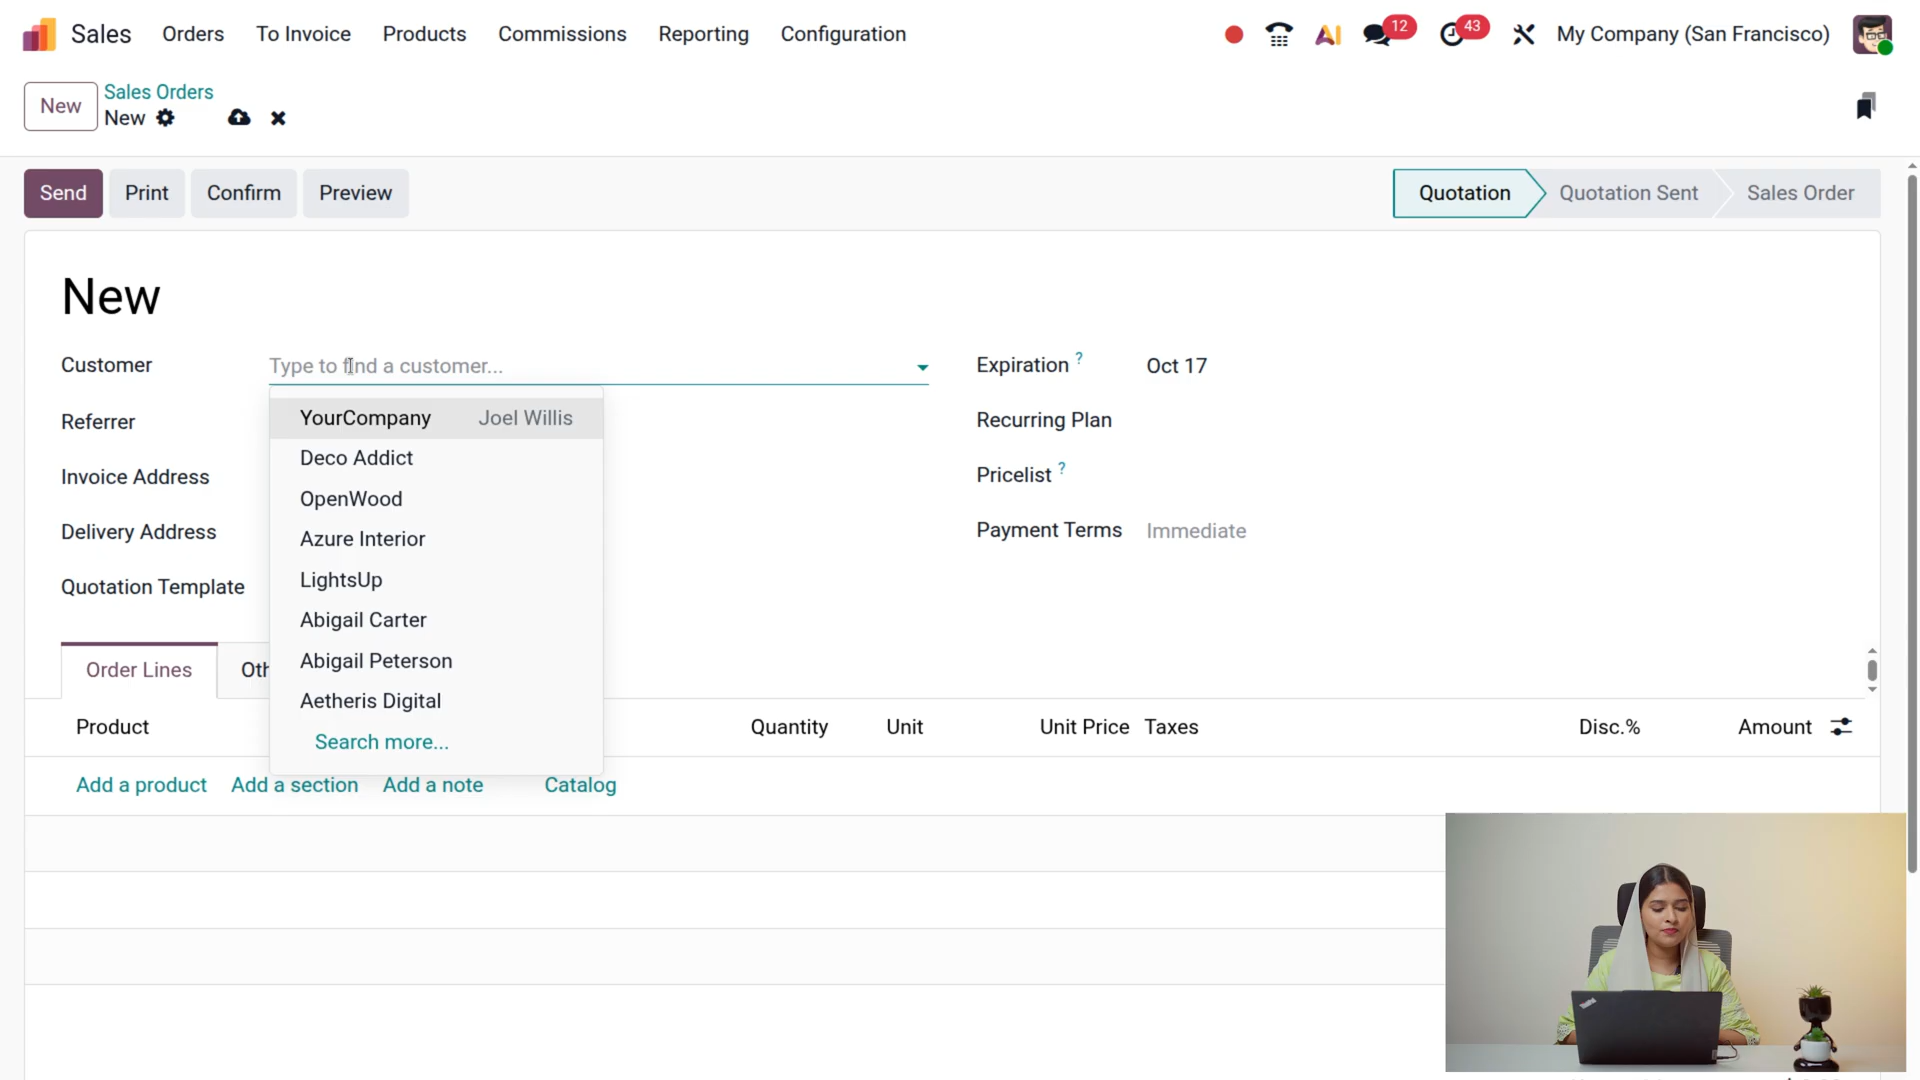 Sales Orders To Invoice Products Commissions Reporting Configuration 12 43 My Company (San Francisco)
New Sales Orders
New
Send Print Confirm Preview Quotation Quotation Sent Sales Order
New
Customer Type to find a customer... Expiration ? Oct 17
YourCompany Joel Willis
Referrer Recurring Plan
Deco Addict
Invoice Address Pricelist ?
OpenWood
Delivery Address Azure Interior Payment Terms Immediate
Quotation Template LightsUp
Abigail Carter
Order Lines Oth Abigail Peterson
Aetheris Digital
Product Quantity Unit Unit Price Taxes Disc.% Amount
Search more...
Add a product Add a section Add a note Catalog